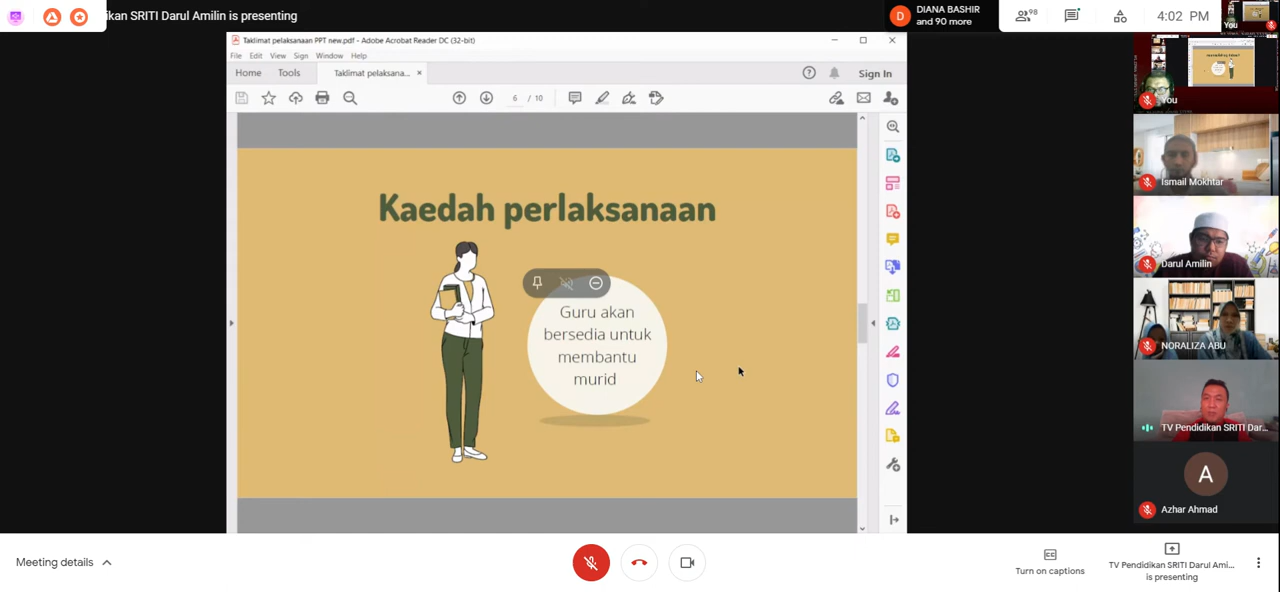 dikan SRITI Darul Amilin is presenting
DIANA BASHIR
and 90 more
98
4:02 PM
You
Taklimat pelaksanaan PPT new.pdf - Adobe Acrobat Reader DC (32-bit)
File Edit View Sign Window Help
Home Tools Taklimat pelaksana... ×
Sign In
6 / 10
Kaedah perlaksanaan
Guru akan
bersedia untuk
membantu
murid
You
Ismail Mokhtar
Darul Amilin
NORALIZA ABU
TV Pendidikan SRITI Dar...
A
Azhar Ahmad
Meeting details
Turn on captions
TV Pendidikan SRITI Darul Ami...
is presenting